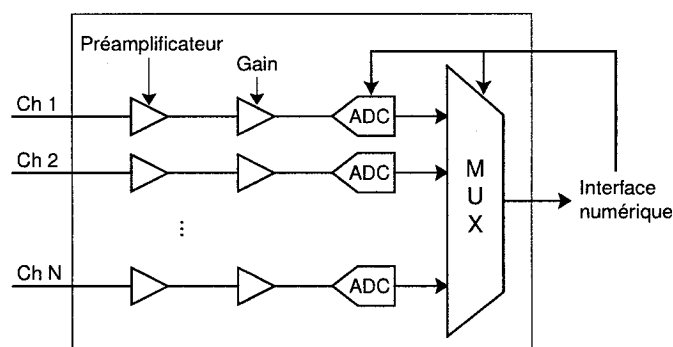 Préamplificateur
Gain
Ch 1
ADC
Ch 2
ADC
M
U
X
Interface
numérique
...
Ch N
ADC